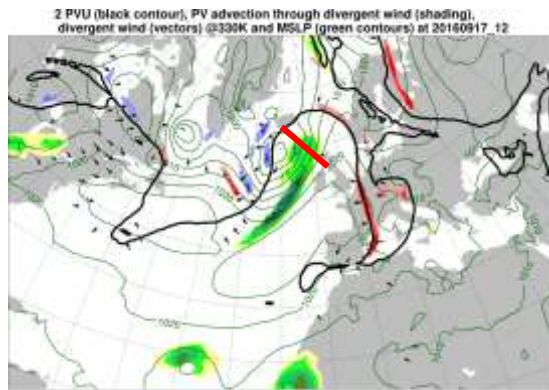 2 PVU (black contour), PV advection through divergent wind (shading),
divergent wind (vectors) @330K and MSLP (green contours) at 20160917_12